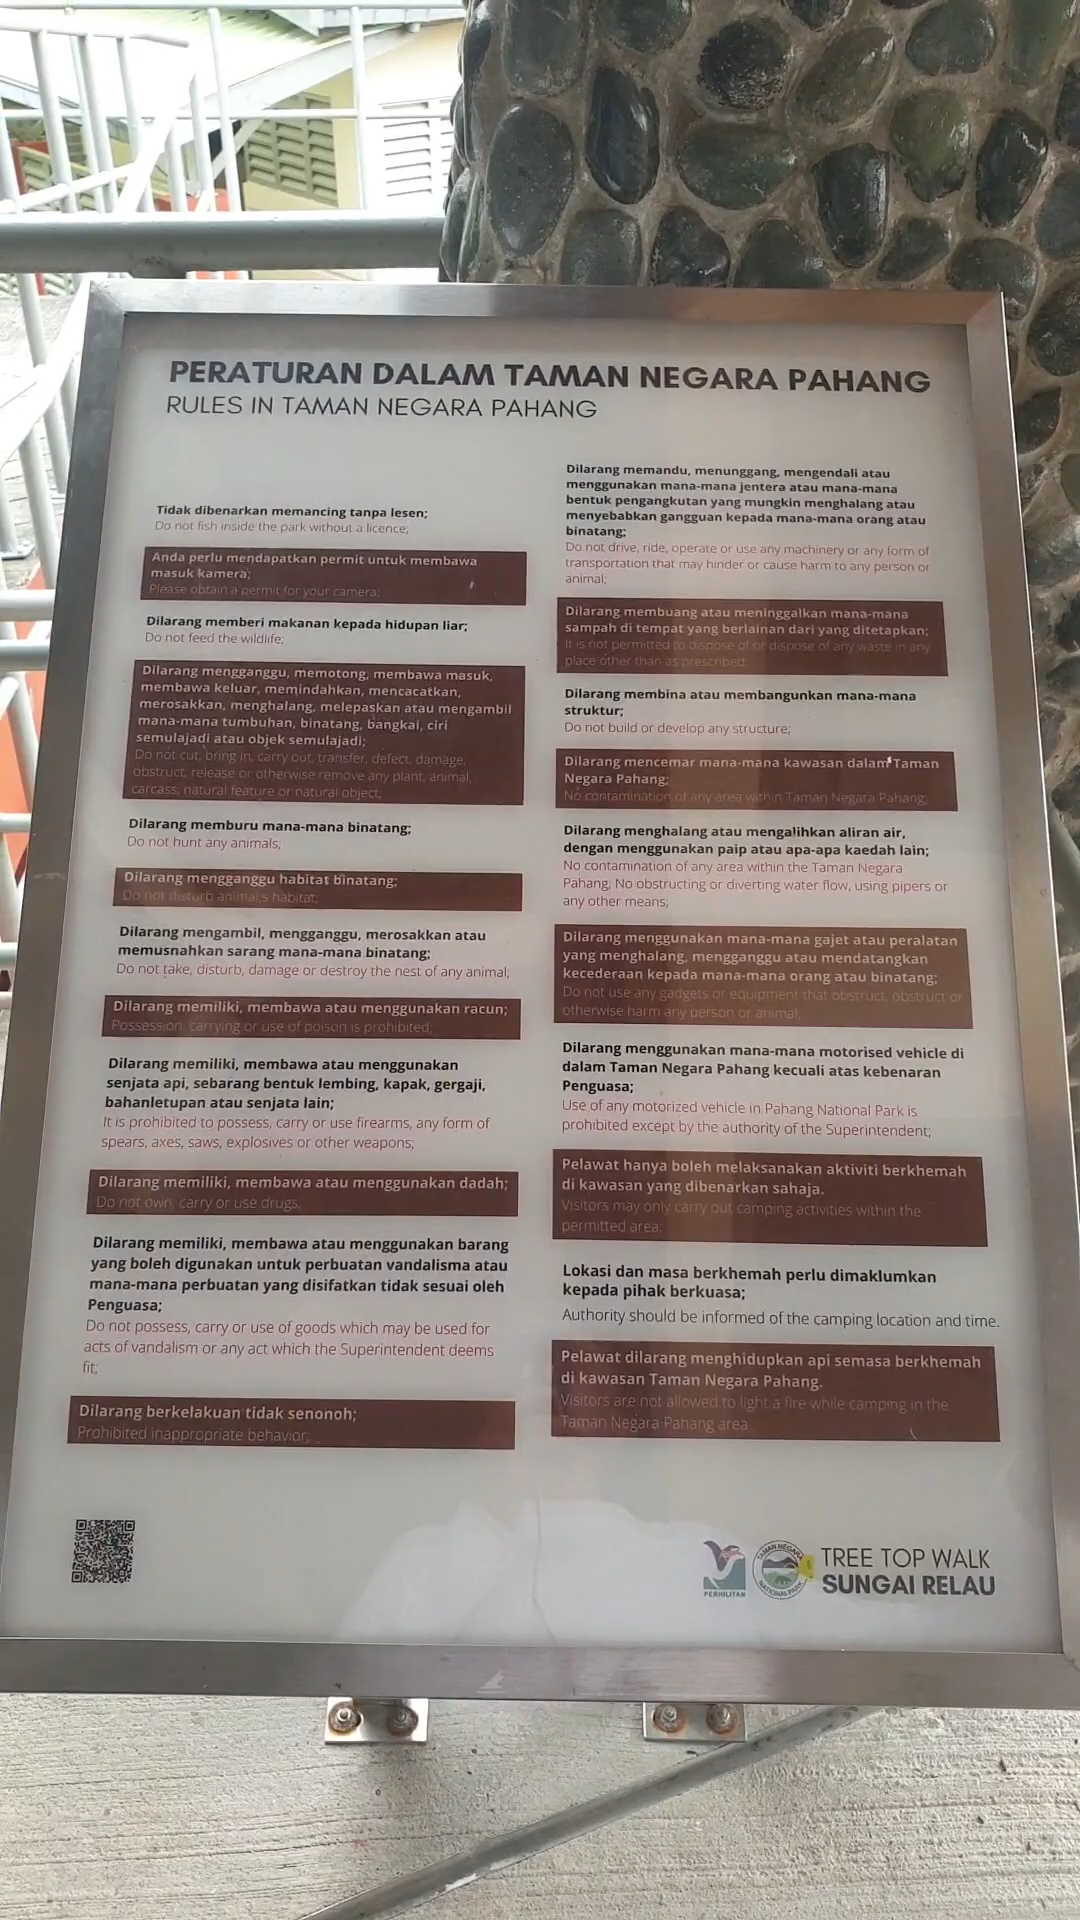 PERATURAN DALAM TAMAN NEGARA PAHANG
RULES IN TAMAN NEGARA PAHANG
Tidak dibenarkan memancing tanpa lesen;
Do not fish inside the park without a licence;
Anda perlu mendapatkan permit untuk membawa
masuk kamera;
Please obtain a permit for your camera;
Dilarang memberi makanan kepada hidupan liar;
Do not feed the wildlife;
Dilarang mengganggu, memotong, membawa masuk,
membawa keluar, memindahkan, mencacatkan,
merosakkan, menghalang, melepaskan atau mengambil
mana-mana tumbuhan, binatang, bangkai, ciri
semulajadi atau objek semulajadi;
Do not cut, bring in, carry out, transfer, defect, damage,
obstruct, release or otherwise remove any plant, animal,
carcass, natural feature or natural object;
Dilarang memburu mana-mana binatang;
Do not hunt any animals;
Dilarang mengganggu habitat binatang;
Do not disturb animal,s habitat;
Dilarang mengambil, mengganggu, merosakkan atau
memusnahkan sarang mana-mana binatang;
Do not take, disturb, damage or destroy the nest of any animal;
Dilarang memiliki, membawa atau menggunakan racun;
Possession, carrying or use of poison is prohibited;
Dilarang memiliki, membawa atau menggunakan
senjata api, sebarang bentuk lembing, kapak, gergaji,
bahanletupan atau senjata lain;
It is prohibited to possess, carry or use firearms, any form of
spears, axes, saws, explosives or other weapons;
Dilarang memiliki, membawa atau menggunakan dadah;
Do not own, carry or use drugs;
Dilarang memiliki, membawa atau menggunakan barang
yang boleh digunakan untuk perbuatan vandalisma atau
mana-mana perbuatan yang disifatkan tidak sesuai oleh
Penguasa;
Do not possess, carry or use of goods which may be used for
acts of vandalism or any act which the Superintendent deems
fit;
Dilarang berkelakuan tidak senonoh;
Prohibited inappropriate behavior;
Dilarang memandu, menunggang, mengendali atau
menggunakan mana-mana jentera atau mana-mana
bentuk pengangkutan yang mungkin menghalang atau
menyebabkan gangguan kepada mana-mana orang atau
binatang;
Do not drive, ride, operate or use any machinery or any form of
transportation that may hinder or cause harm to any person or
animal;
Dilarang membuang atau meninggalkan mana-mana
sampah di tempat yang berlainan dari yang ditetapkan;
It is not permitted to dispose of or dispose of any waste in any
place other than as prescribed;
Dilarang membina atau membangunkan mana-mana
struktur;
Do not build or develop any structure;
Dilarang mencemar mana-mana kawasan dalam Taman
Negara Pahang;
No contamination of any area within Taman Negara Pahang;
Dilarang menghalang atau mengalihkan aliran air,
dengan menggunakan paip atau apa-apa kaedah lain;
No contamination of any area within the Taman Negara
Pahang; No obstructing or diverting water flow, using pipers or
any other means;
Dilarang menggunakan mana-mana gajet atau peralatan
yang menghalang, mengganggu atau mendatangkan
kecederaan kepada mana-mana orang atau binatang;
Do not use any gadgets or equipment that obstruct, obstruct or
otherwise harm any person or animal;
Dilarang menggunakan mana-mana motorised vehicle di
dalam Taman Negara Pahang kecuali atas kebenaran
Penguasa;
Use of any motorized vehicle in Pahang National Park is
prohibited except by the authority of the Superintendent;
Pelawat hanya boleh melaksanakan aktiviti berkhemah
di kawasan yang dibenarkan sahaja.
Visitors may only carry out camping activities within the
permitted area;
Lokasi dan masa berkhemah perlu dimaklumkan
kepada pihak berkuasa;
Authority should be informed of the camping location and time.
Pelawat dilarang menghidupkan api semasa berkhemah
di kawasan Taman Negara Pahang.
Visitors are not allowed to light a fire while camping in the
Taman Negara Pahang area
PERHILITAN
TAMAN NEGARA
NATIONAL PARK
TREE TOP WALK
SUNGAI RELAU